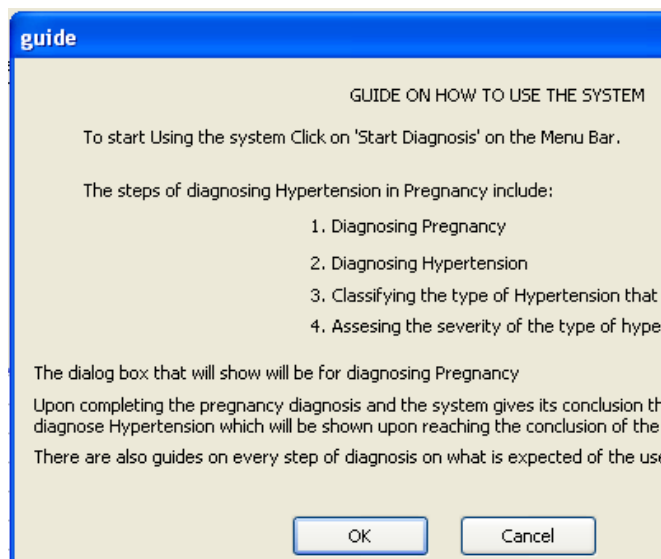 guide
GUIDE ON HOW TO USE THE SYSTEM
To start Using the system Click on 'Start Diagnosis' on the Menu Bar.
The steps of diagnosing Hypertension in Pregnancy include:
1. Diagnosing Pregnancy
2. Diagnosing Hypertension
3. Classifying the type of Hypertension that
4. Assesing the severity of the type of
The dialog box that will show will be for diagnosing Pregnancy
Upon completing the pregnancy diagnosis and the system gives its conclusion
diagnose Hypertension which will be shown upon reaching the conclusion of the
There are also guides on every step of diagnosis on what is expected of the
OK Cancel